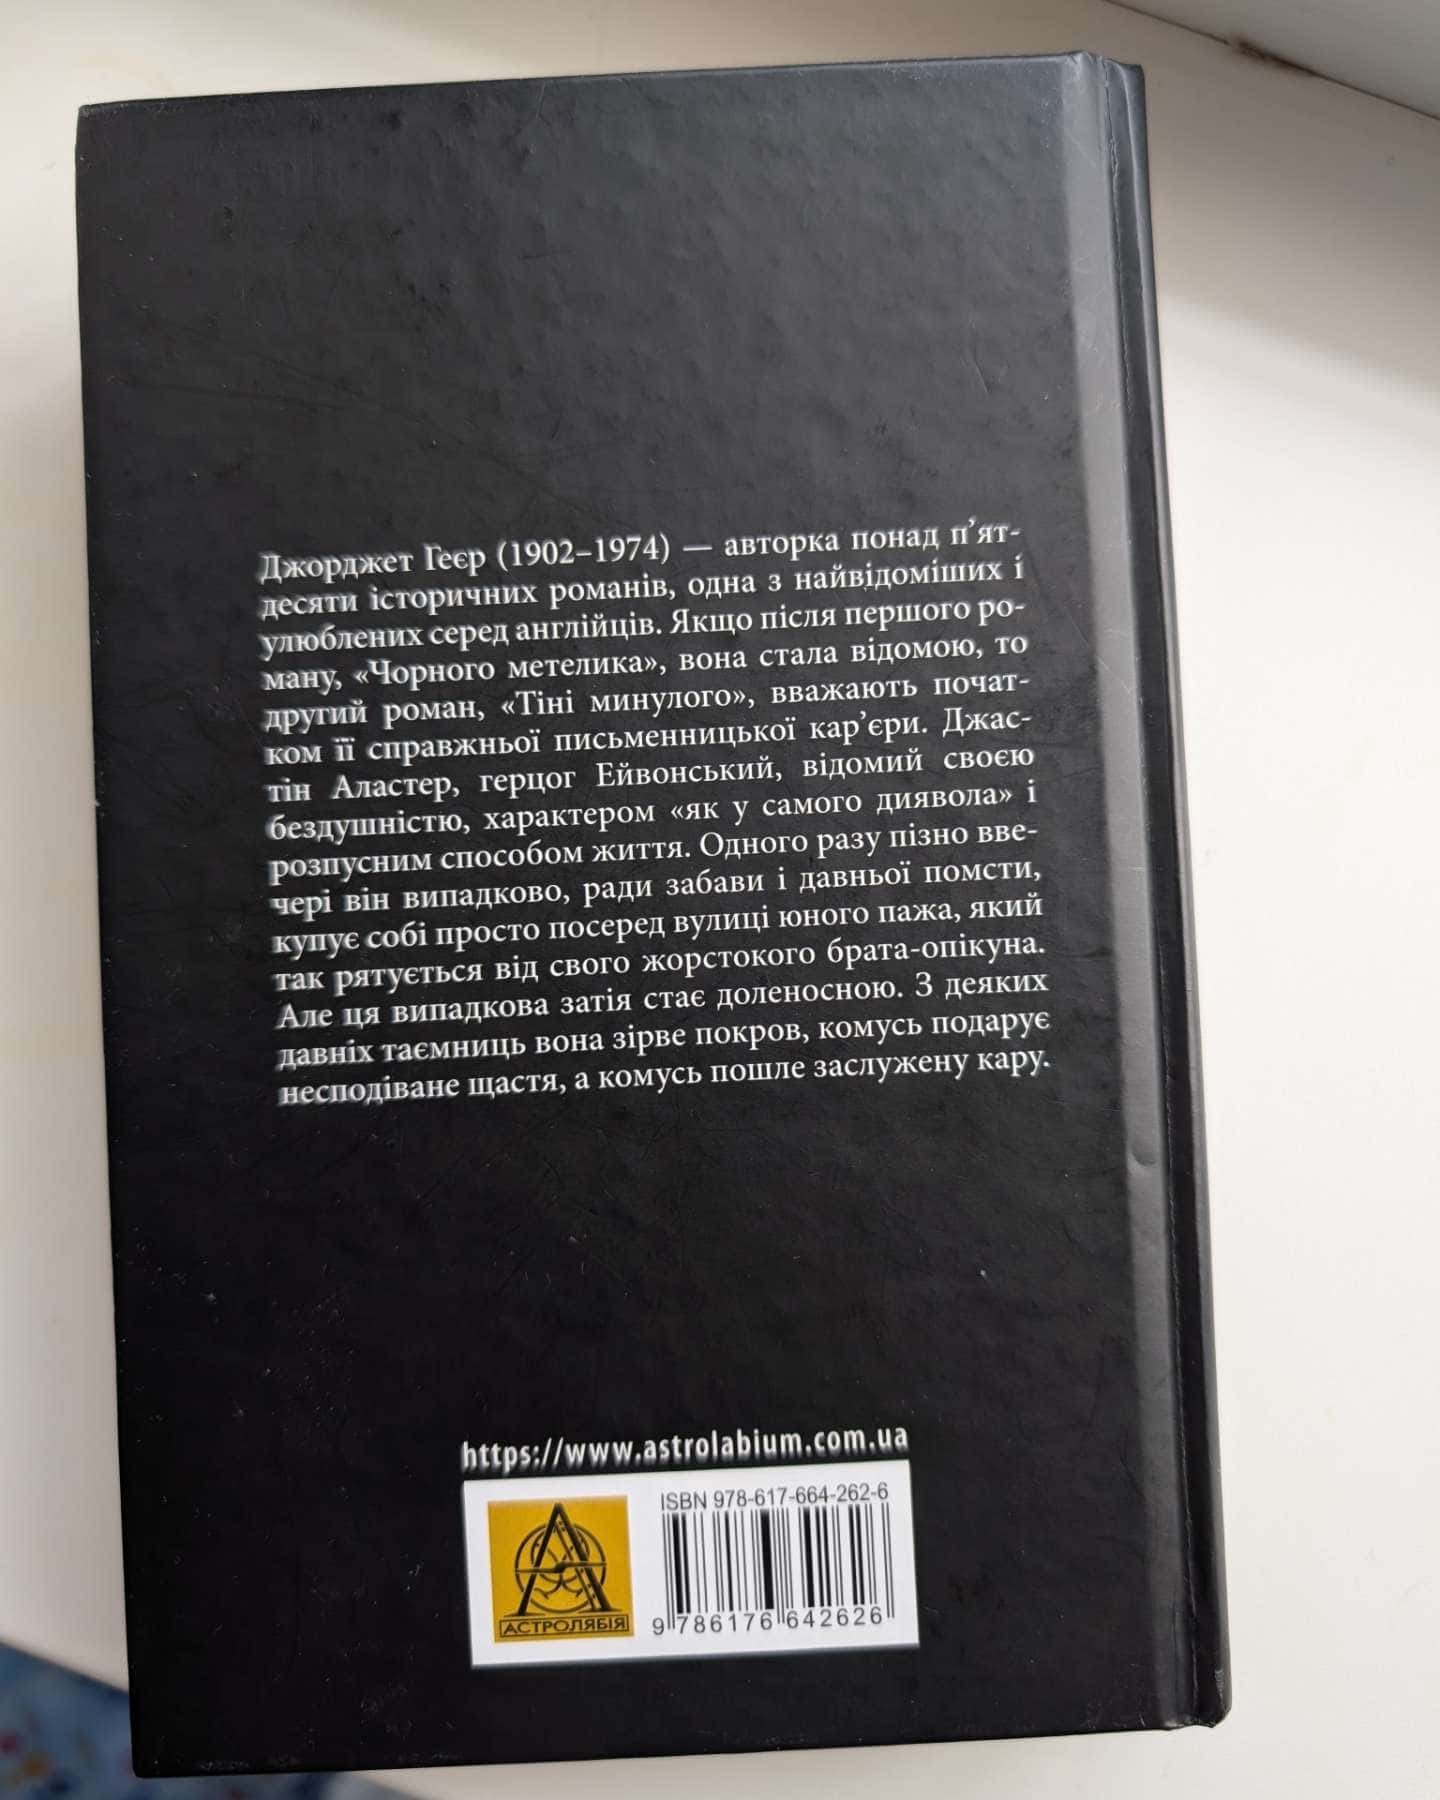 Джорджет Геєр (1902–1974) — авторка понад п’ят-
десяти історичних романів, одна з найвідоміших і
улюблених серед англійців. Якщо після першого ро-
ману, «Чорного метелика», вона стала відомою, то
другий роман, «Тіні минулого», вважають почат-
ком її справжньої письменницької кар’єри. Джас-
тін Аластер, герцог Ейвонський, відомий своєю
бездушністю, характером «як у самого диявола» і
розпусним способом життя. Одного разу пізно вве-
чері він випадково, ради забави і давньої помсти,
купує собі просто посеред вулиці юного пажа, який
так рятується від свого жорстокого брата-опікуна.
Але ця випадкова затія стає доленосною. З деяких
давніх таємниць вона зірве покров, комусь подарує
несподіване щастя, а комусь пошле заслужену кару.
https://www.astrolabium.com.ua
ISBN 978-617-664-262-6
АСТРОЛЯБІЯ
9 786176 642626